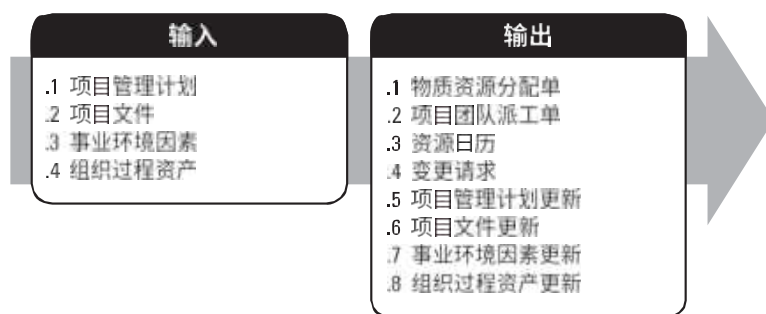 输入
.1 项目管理计划
.2 项目文件
.3 事业环境因素
.4 组织过程资产
输出
.1 物质资源分配单
.2 项目团队派工单
.3 资源日历
.4 变更请求
.5 项目管理计划更新
.6 项目文件更新
.7 事业环境因素更新
.8 组织过程资产更新